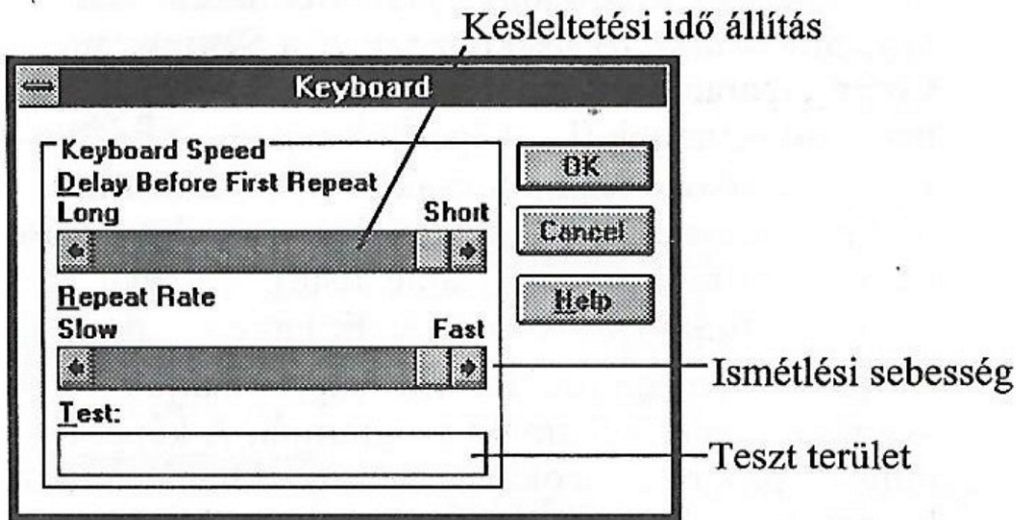 Késleltetési idő állítás
Keyboard
Keyboard Speed
Delay Before First Repeat
Long Short
Repeat Rate
Slow Fast
Test:
OK
Cancel
Help
Ismétlési sebesség
Teszt terület